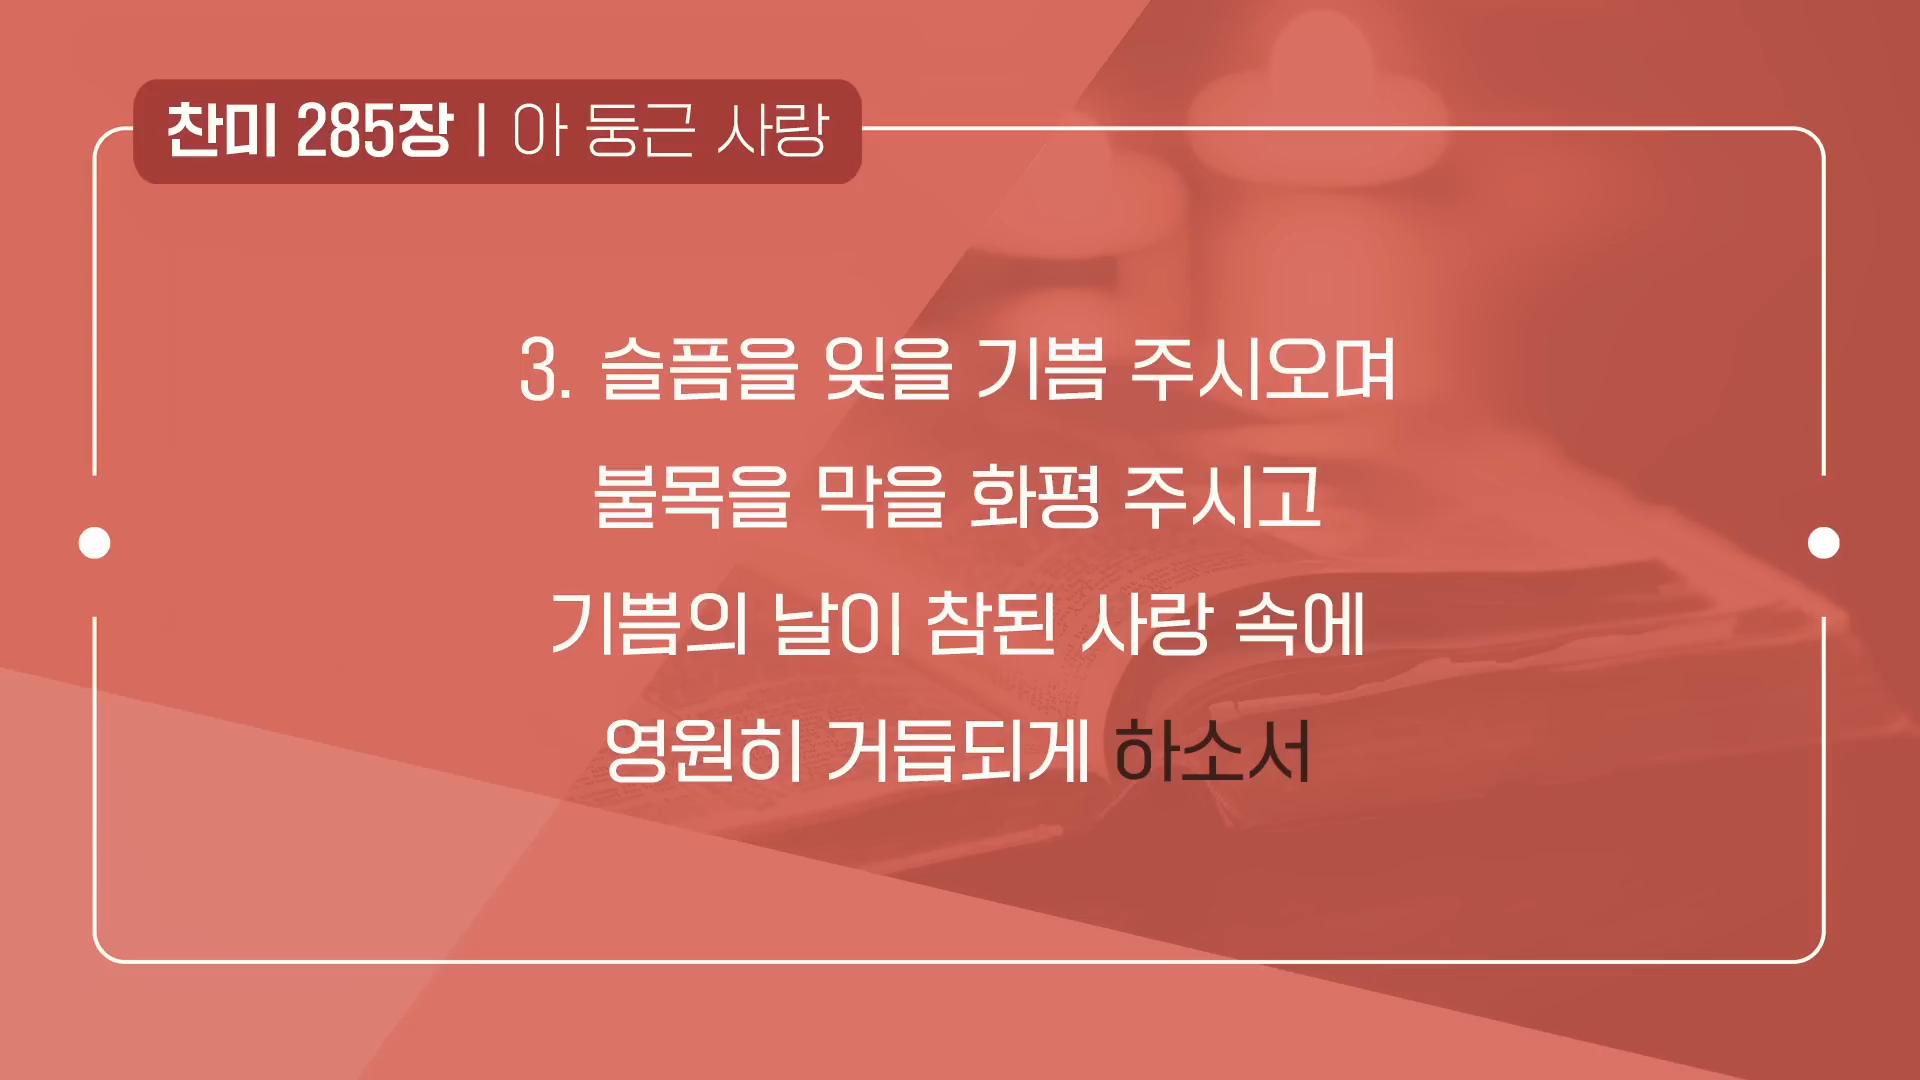 찬미 285장 | 아 둥근 사랑
3. 슬픔을 잊을 기쁨 주시오며
불목을 막을 화평 주시고
기쁨의 날이 참된 사랑 속에
영원히 거듭되게 하소서